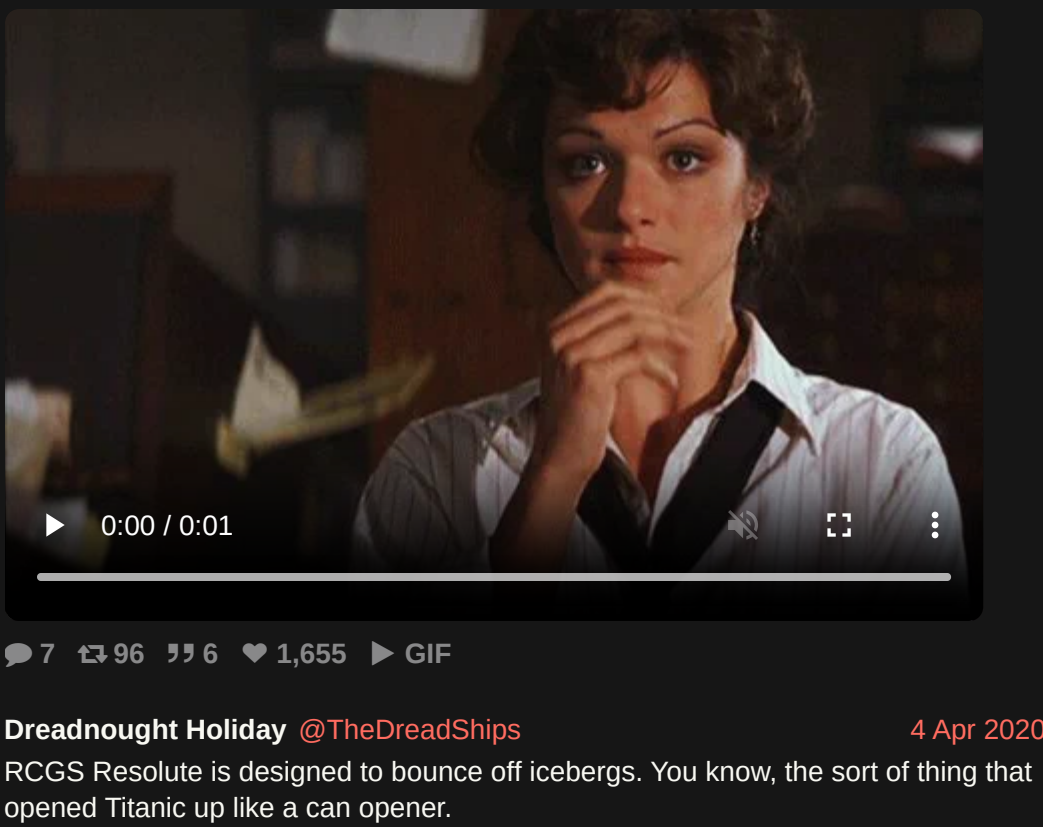 0:00 / 0:01
7 96 6 1,655 GIF
Dreadnought Holiday @TheDreadShips 4 Apr 2020
RCGS Resolute is designed to bounce off icebergs. You know, the sort of thing that
opened Titanic up like a can opener.